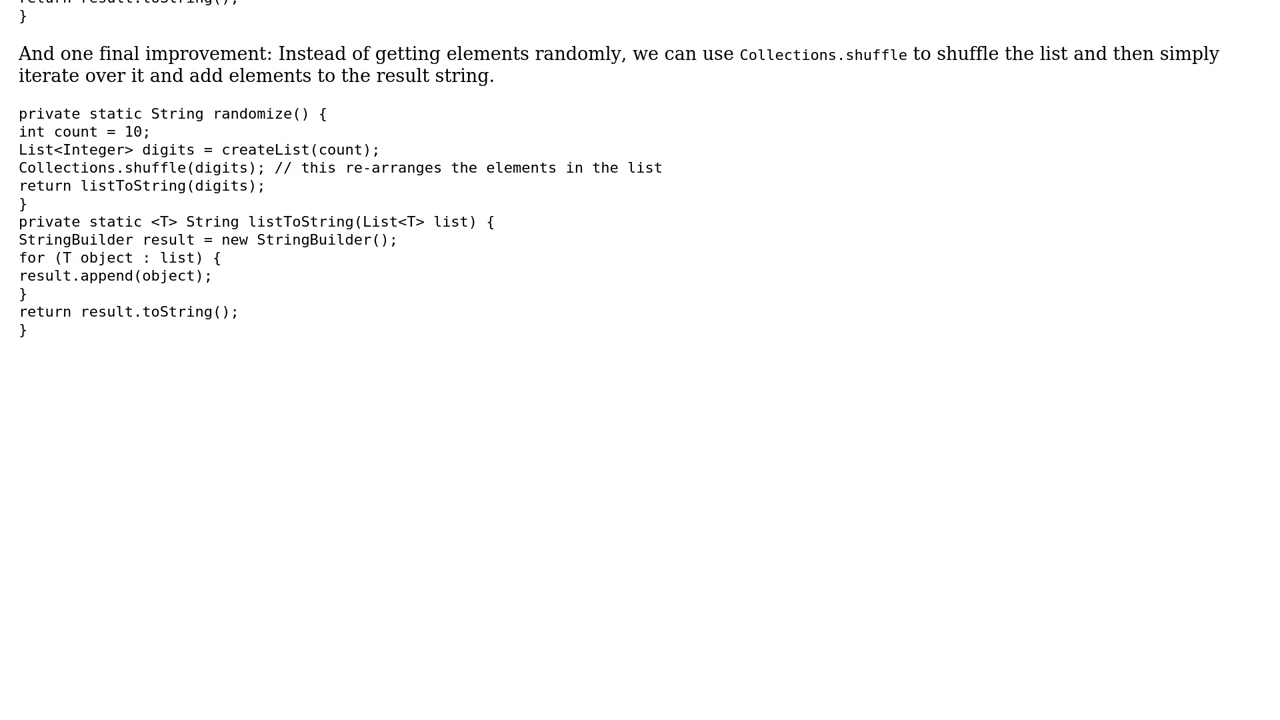 return result.toString();
}
And one final improvement: Instead of getting elements randomly, we can use Collections.shuffle to shuffle the list and then simply
iterate over it and add elements to the result string.
private static String randomize() {
int count = 10;
List<Integer> digits = createList(count);
Collections.shuffle(digits); // this re-arranges the elements in the list
return listToString(digits);
}
private static <T> String listToString(List<T> list) {
StringBuilder result = new StringBuilder();
for (T object : list) {
result.append(object);
}
return result.toString();
}